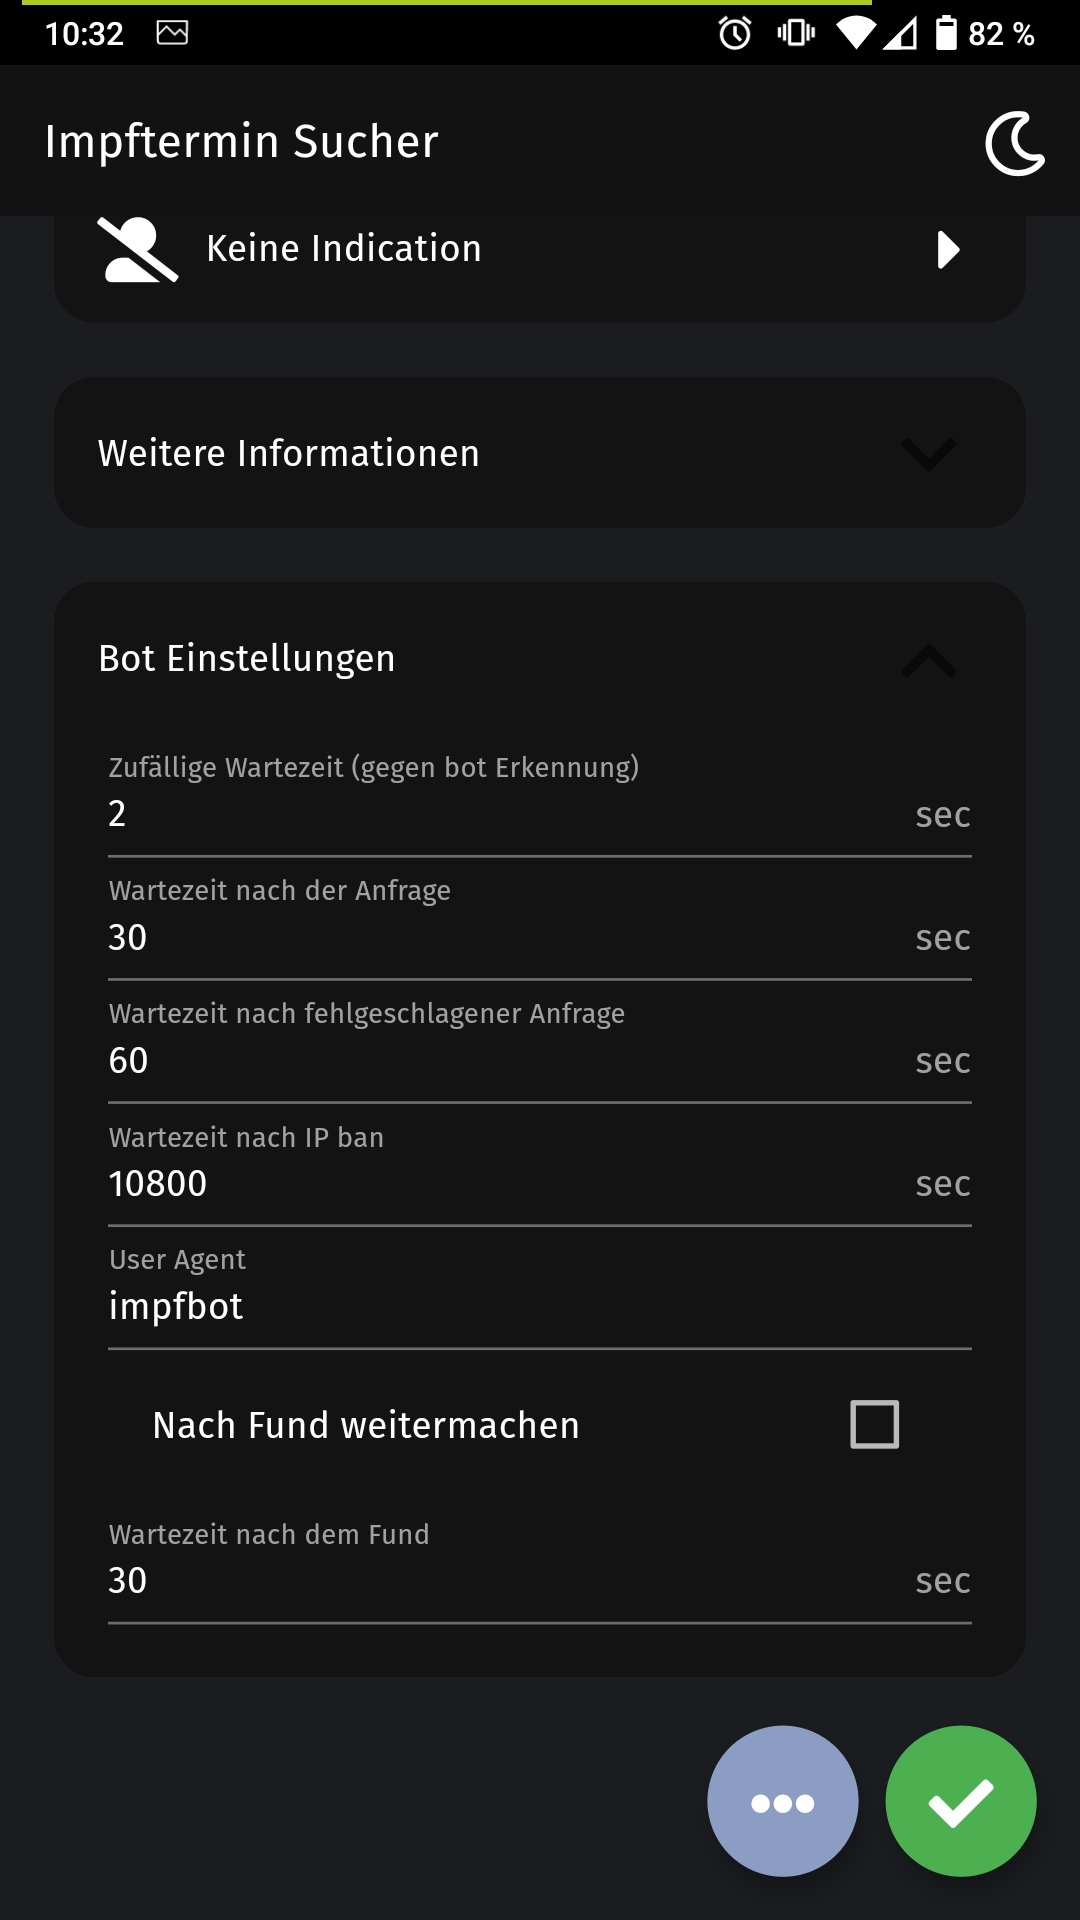 10:32
82 %
Impftermin Sucher
Keine Indication
Weitere Informationen
Bot Einstellungen
Zufällige Wartezeit (gegen bot Erkennung)
2 sec
Wartezeit nach der Anfrage
30 sec
Wartezeit nach fehlgeschlagener Anfrage
60 sec
Wartezeit nach IP ban
10800 sec
User Agent
impfbot
Nach Fund weitermachen
Wartezeit nach dem Fund
30 sec